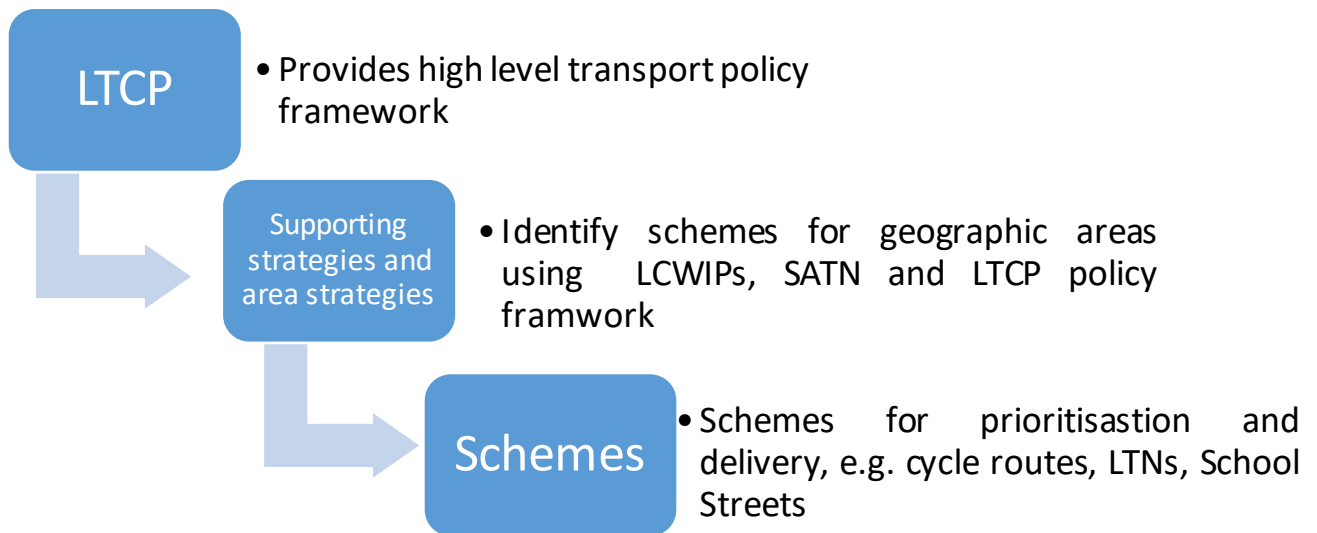 LTCP
• Provides high level transport policy
framework
Supporting
strategies and
area strategies
• Identify schemes for geographic areas
using LCWIPs, SATN and LTCP policy
framwork
Schemes
• Schemes for prioritisastion and
delivery, e.g. cycle routes, LTNs, School
Streets